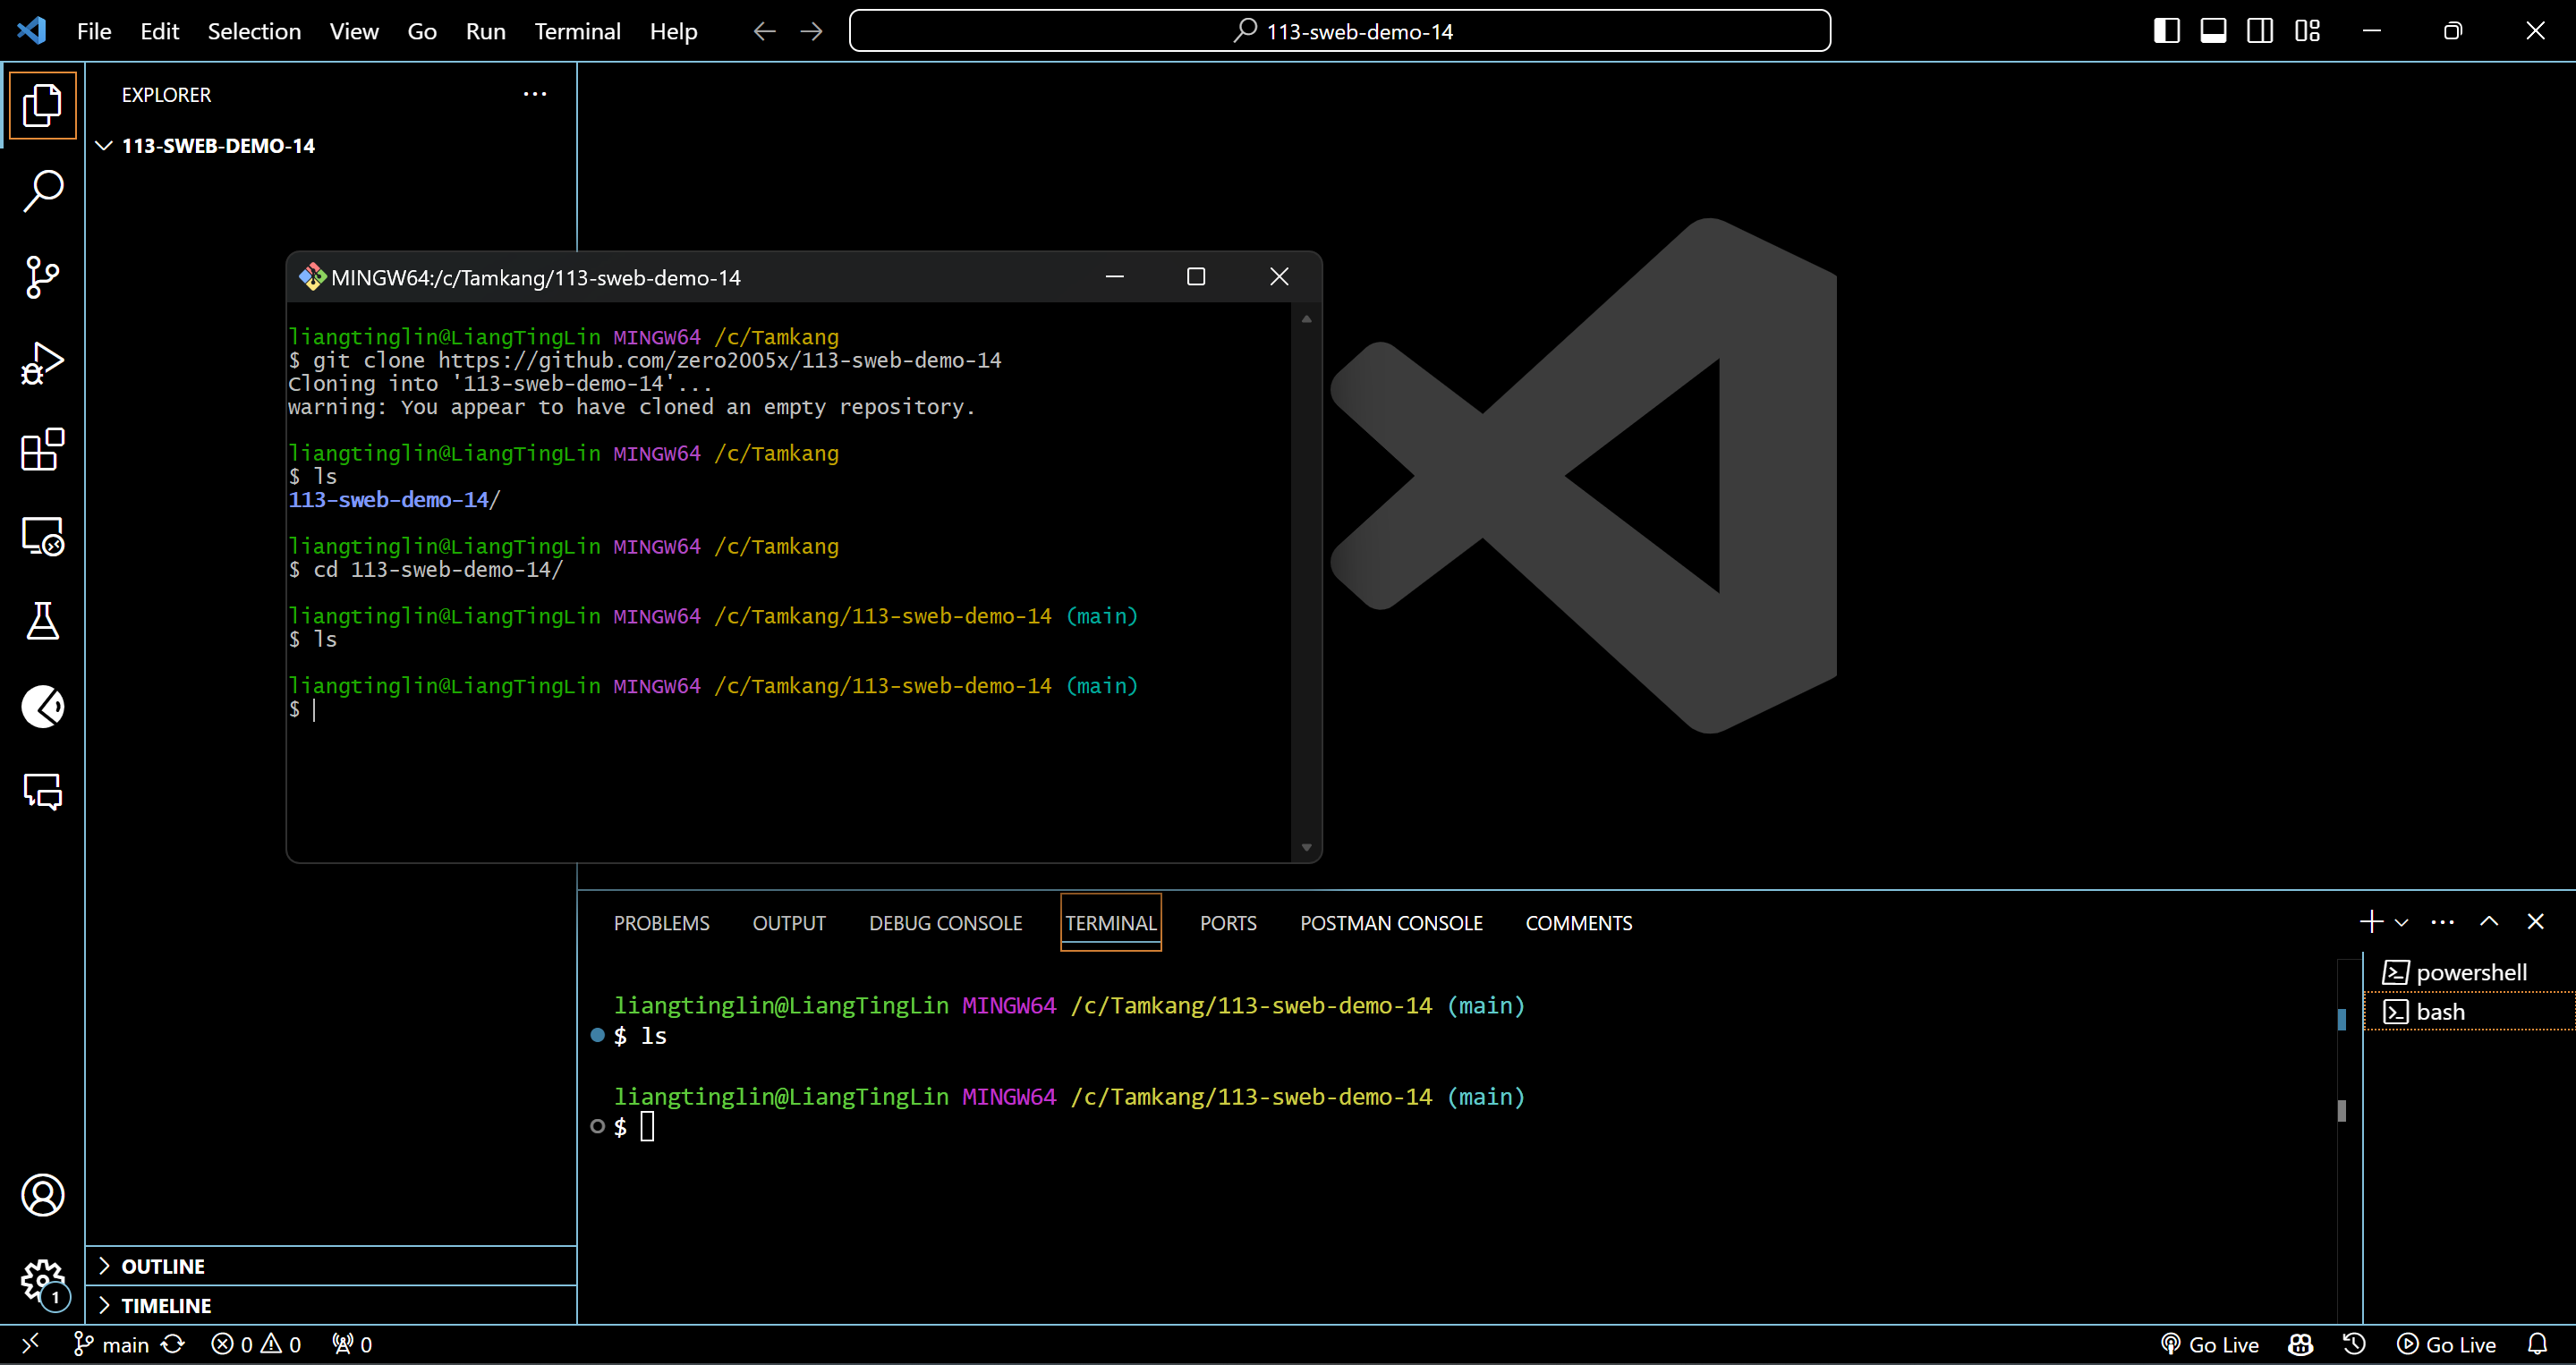 File Edit Selection View Go Run Terminal Help
113-sweb-demo-14
EXPLORER
113-SWEB-DEMO-14
MINGW64:/c/Tamkang/113-sweb-demo-14
liangtinglin@LiangTingLin MINGW64 /c/Tamkang
$ git clone https://github.com/zero2005x/113-sweb-demo-14
Cloning into '113-sweb-demo-14'...
warning: You appear to have cloned an empty repository.
liangtinglin@LiangTingLin MINGW64 /c/Tamkang
$ ls
113-sweb-demo-14/
liangtinglin@LiangTingLin MINGW64 /c/Tamkang
$ cd 113-sweb-demo-14/
liangtinglin@LiangTingLin MINGW64 /c/Tamkang/113-sweb-demo-14 (main)
$ ls
liangtinglin@LiangTingLin MINGW64 /c/Tamkang/113-sweb-demo-14 (main)
$
PROBLEMS OUTPUT DEBUG CONSOLE TERMINAL PORTS POSTMAN CONSOLE COMMENTS
liangtinglin@LiangTingLin MINGW64 /c/Tamkang/113-sweb-demo-14 (main)
$ ls
liangtinglin@LiangTingLin MINGW64 /c/Tamkang/113-sweb-demo-14 (main)
$
powershell
bash
OUTLINE
TIMELINE
1
main 0 0 0 Go Live Go Live